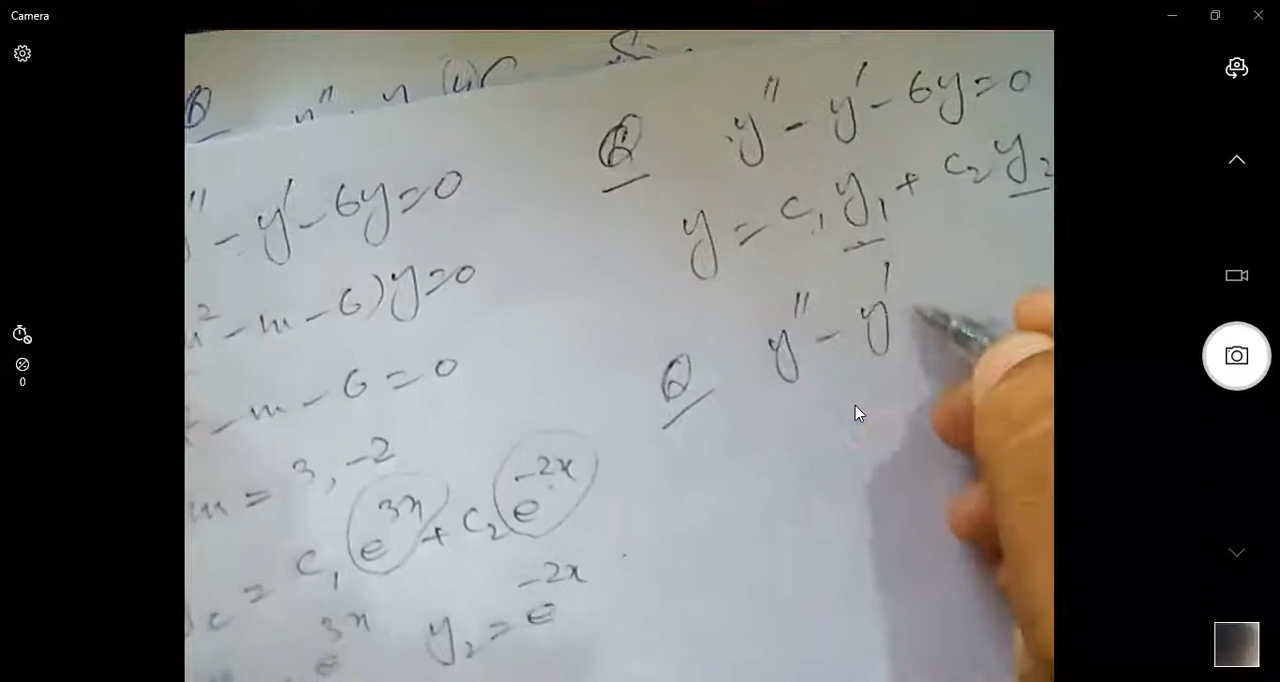 Camera
0
Q
y'' - y' - 6y = 0
m² - m - 6)y = 0
- m - 6 = 0
m = 3, -2
c = c₁ e^3x + c₂ e^-2x
e^3x y₂ = e^-2x
Q y'' - y' - 6y = 0
y = c₁ y₁ + c₂ y₂
Q y'' - y'